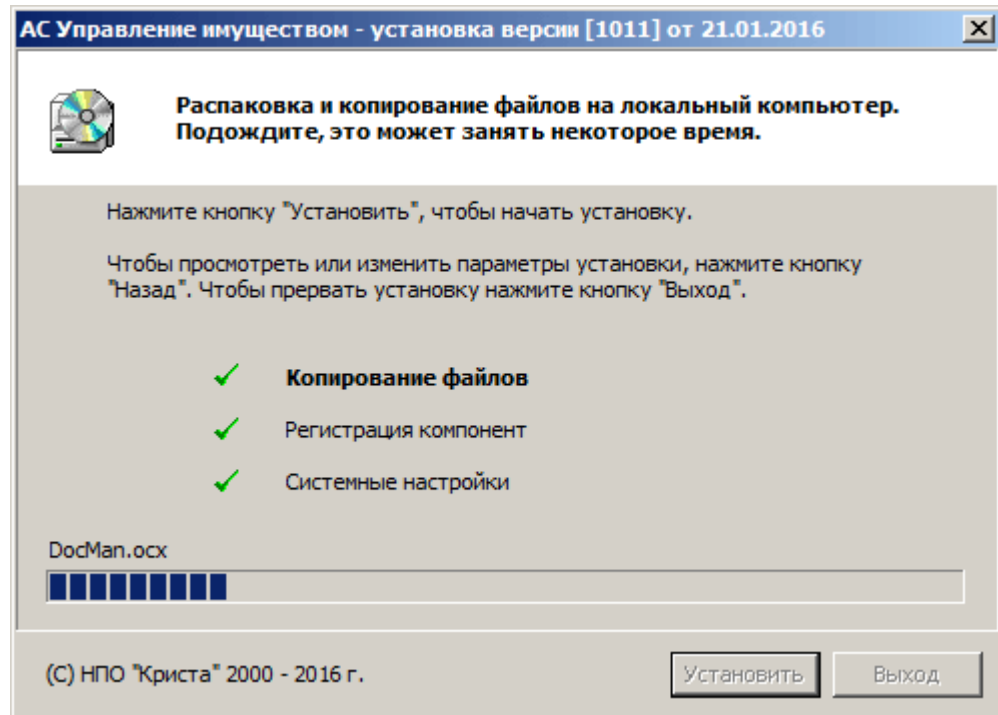 АС Управление имуществом - установка версии [1011] от 21.01.2016
Распаковка и копирование файлов на локальный компьютер.
Подождите, это может занять некоторое время.
Нажмите кнопку "Установить", чтобы начать установку.
Чтобы просмотреть или изменить параметры установки, нажмите кнопку
"Назад". Чтобы прервать установку нажмите кнопку "Выход".
Копирование файлов
Регистрация компонент
Системные настройки
DocMan.ocx
(C) НПО "Криста" 2000 - 2016 г.
Установить
Выход